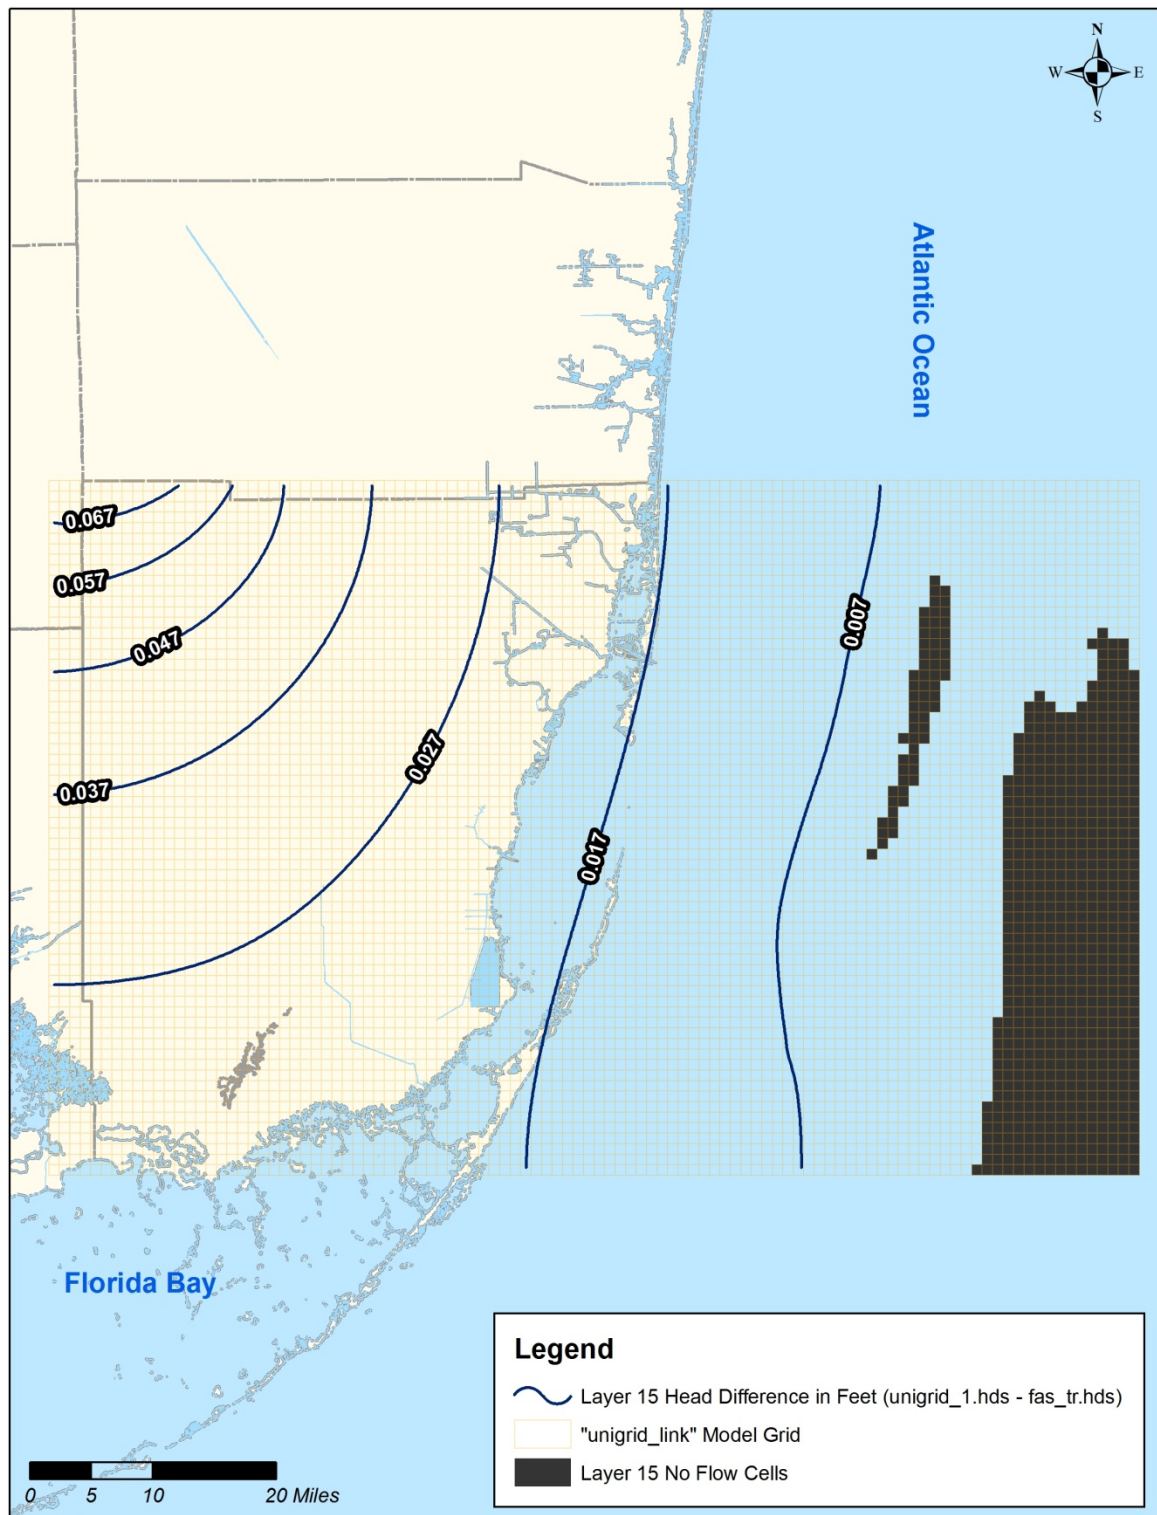 N
W E
S
Atlantic Ocean
0.067
0.057
0.047
0.037
0.027
0.017
0.007
Florida Bay
Legend
Layer 15 Head Difference in Feet (unigrid_1.hds - fas_tr.hds)
"unigrid_link" Model Grid
Layer 15 No Flow Cells
0 5 10 20 Miles